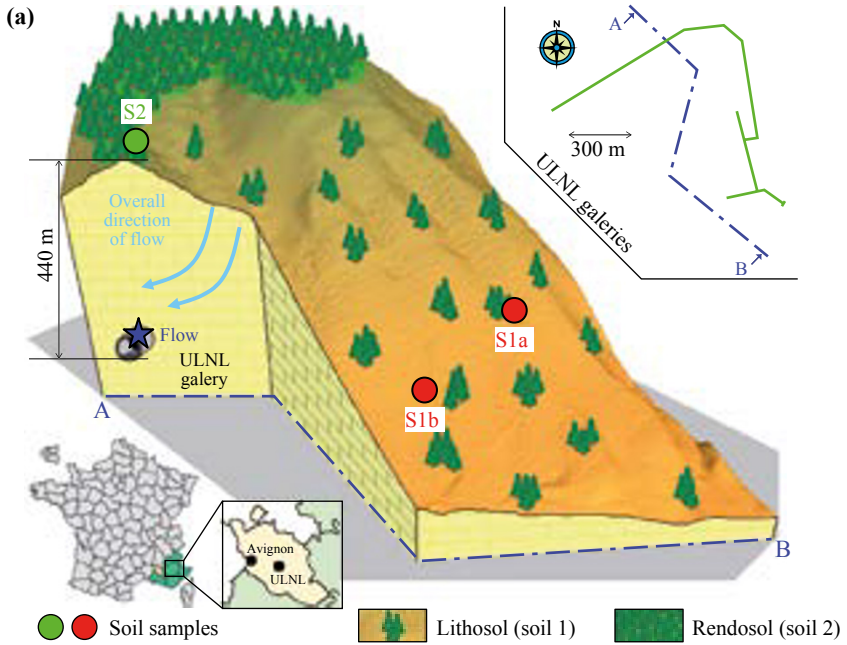 (a)
A
N
300 m
ULNL galeries
B
S2
Overall
direction
of flow
440 m
Flow
ULNL
galery
S1a
S1b
A
B
Avignon
ULNL
Soil samples
Lithosol (soil 1)
Rendosol (soil 2)